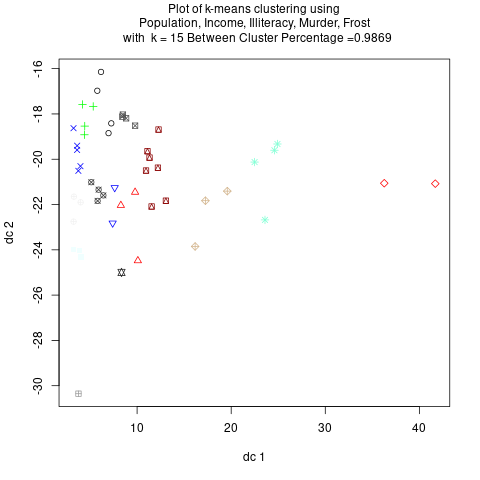 Plot of k-means clustering using
Population, Income, Illiteracy, Murder, Frost
with k = 15 Between Cluster Percentage =0.9869
-16
-18
-20
-22
-24
-26
-28
-30
dc 2
10
20
30
40
dc 1